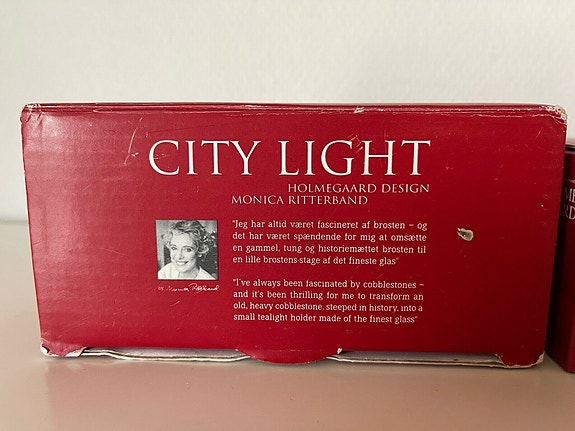 CITY LIGHT
HOLMEGAARD DESIGN
MONICA RITTERBAND
"Jeg har altid været fascineret af brosten – og
det har været spændende for mig at omsætte
en gammel, tung og historiemættet brosten til
en lille brostens-stage af det fineste glas"
"I've always been fascinated by cobblestones –
and it's been thrilling for me to transform an
old, heavy cobblestone, steeped in history, into a
small tealight holder made of the finest glass"
BY Monica Ritterband